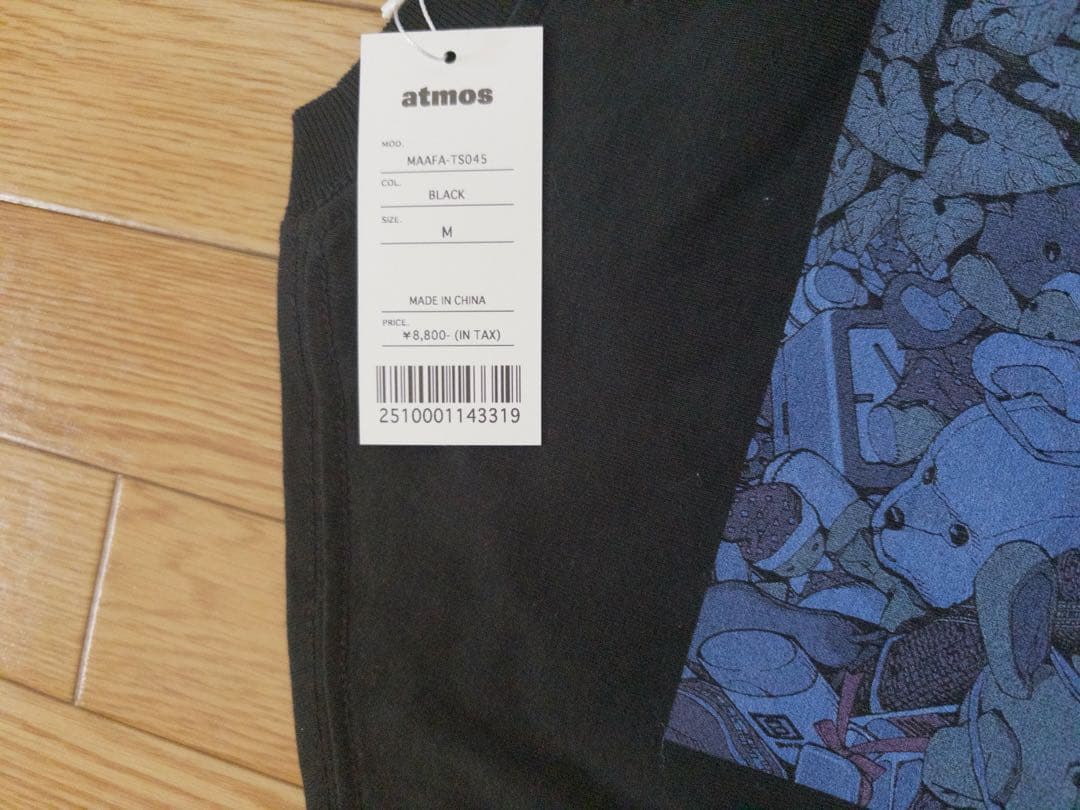 atmos
MOD.
MAAFA-TS045
COL.
BLACK
SIZE.
M
MADE IN CHINA
PRICE.
¥8,800- (IN TAX)
2510001143319